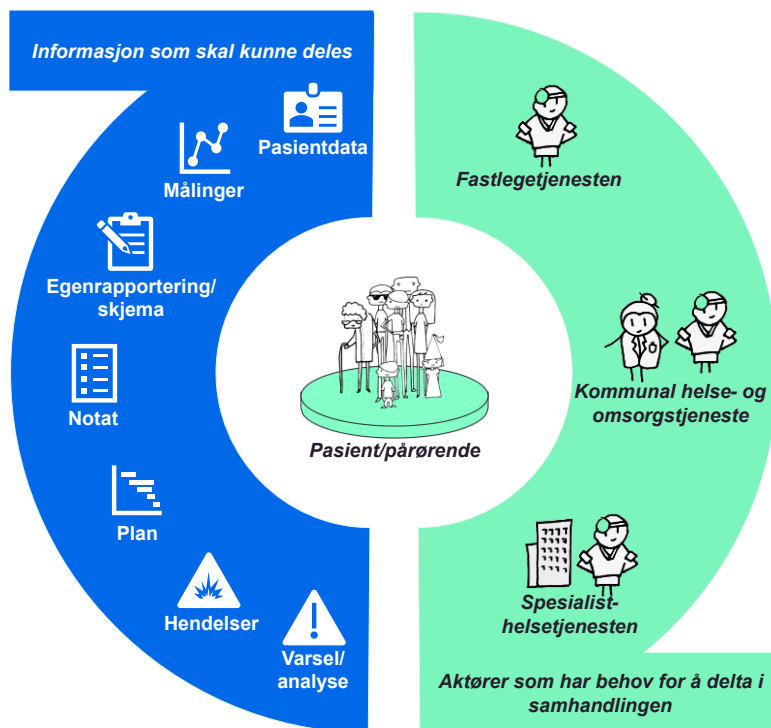 Informasjon som skal kunne deles
Pasientdata
Målinger
Egenrapportering/
skjema
Notat
Plan
Hendelser
Varsel/
analyse
Pasient/pårørende
Fastlegetjenesten
Kommunal helse- og
omsorgstjeneste
Spesialist-
helsetjenesten
Aktører som har behov for å delta i
samhandlingen